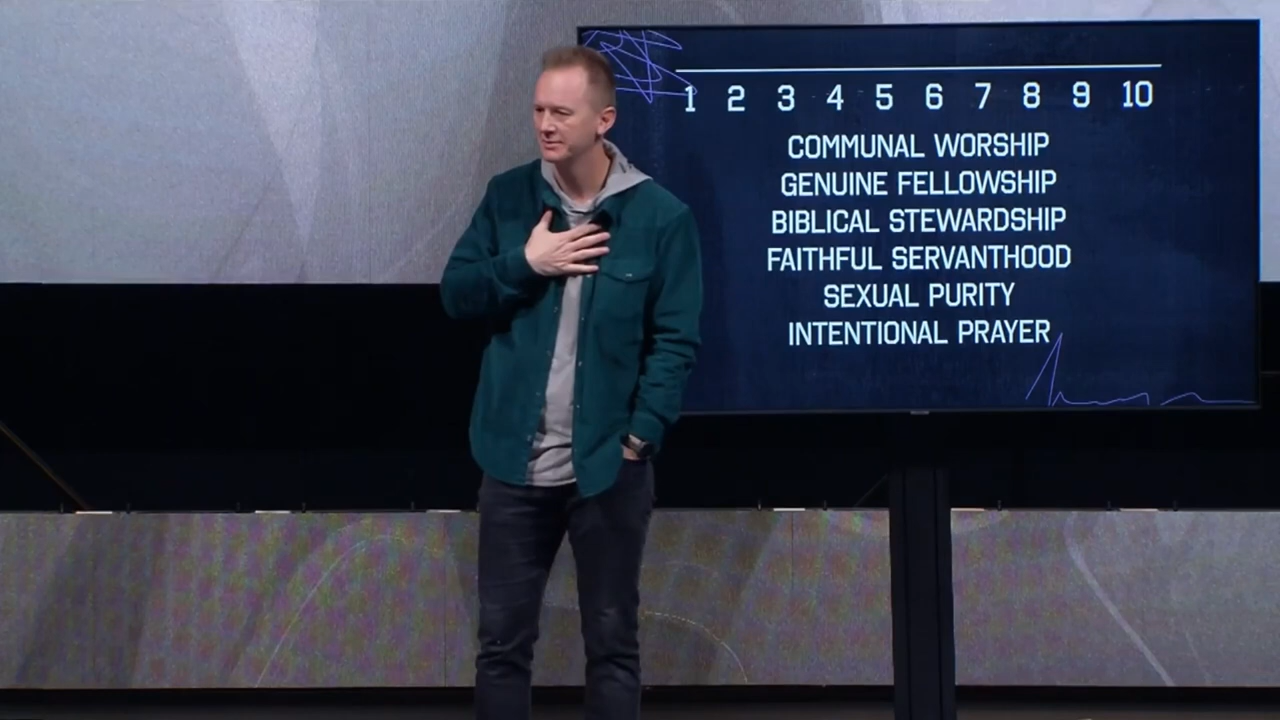 1 2 3 4 5 6 7 8 9 10
COMMUNAL WORSHIP
GENUINE FELLOWSHIP
BIBLICAL STEWARDSHIP
FAITHFUL SERVANTHOOD
SEXUAL PURITY
INTENTIONAL PRAYER